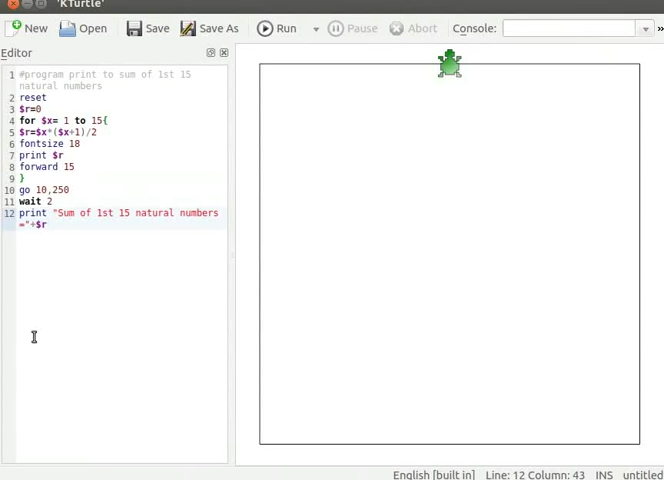 'KTurtle'
New Open Save Save As Run Pause Abort Console: »
Editor
1 #program print to sum of 1st 15
natural numbers
2 reset
3 $r=0
4 for $x= 1 to 15{
5 $r=$x*($x+1)/2
6 fontsize 18
7 print $r
8 forward 15
9 }
10 go 10,250
11 wait 2
12 print "Sum of 1st 15 natural numbers
="+$r
English [built in] Line: 12 Column: 43 INS untitled